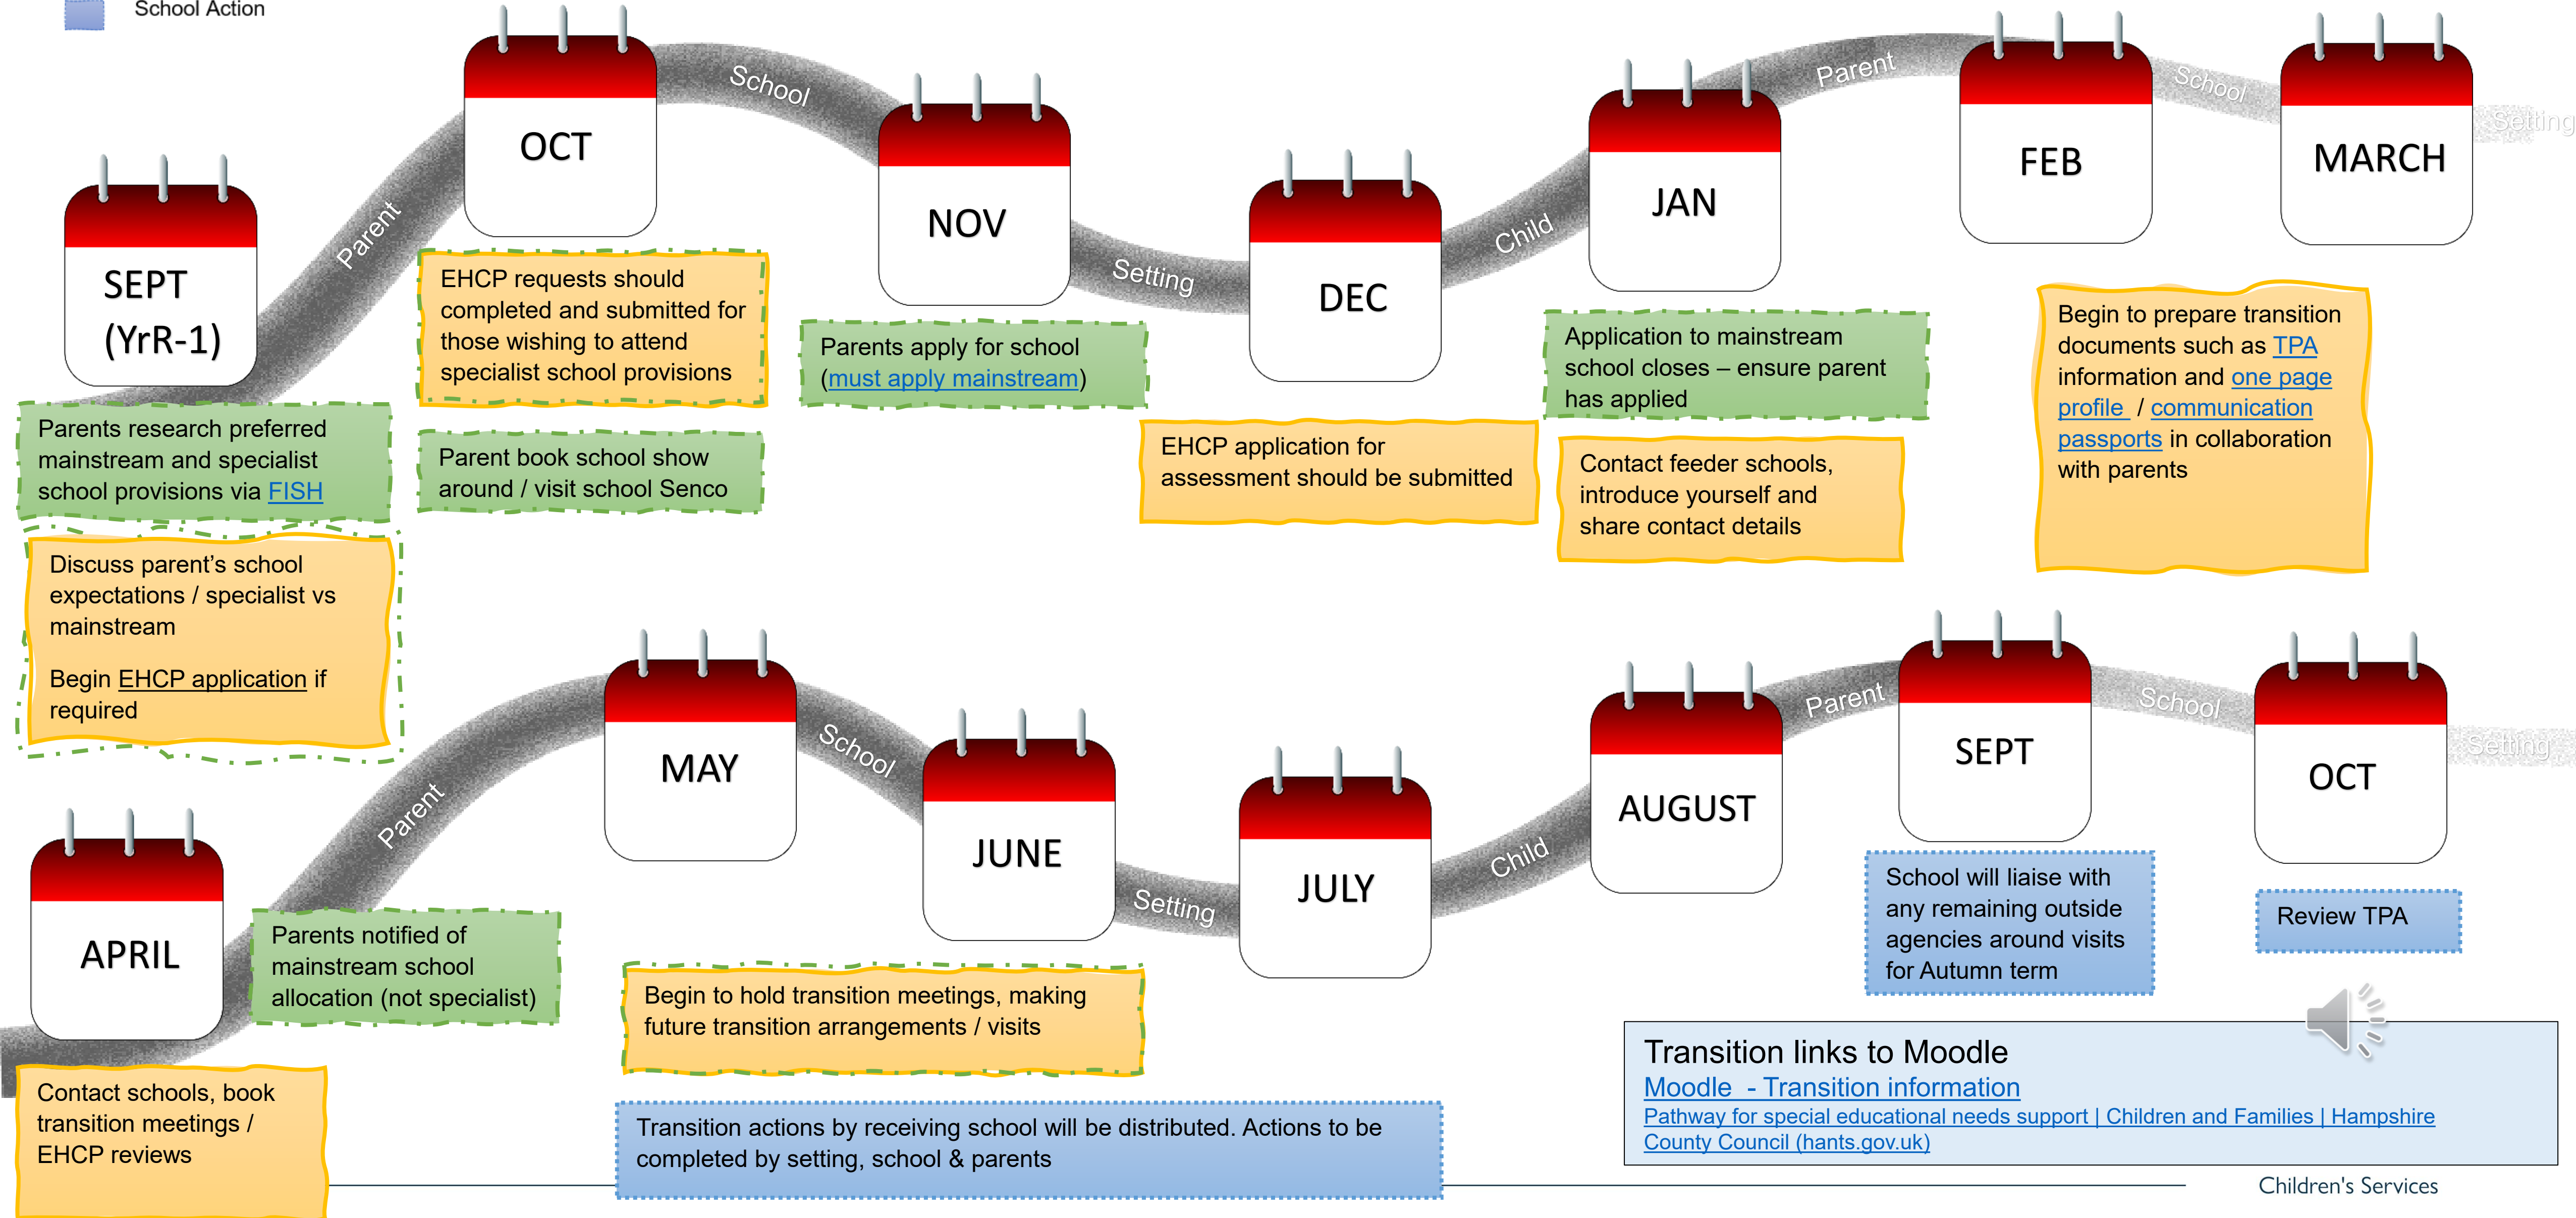 School Action
SEPT
(YrR-1)
Parent
OCT
School
NOV
Setting
DEC
Child
JAN
Parent
FEB
School
MARCH
Setting
Parents research preferred
mainstream and specialist
school provisions via FISH
Discuss parent’s school
expectations / specialist vs
mainstream
Begin EHCP application if
required
EHCP requests should
completed and submitted for
those wishing to attend
specialist school provisions
Parent book school show
around / visit school Senco
Parents apply for school
(must apply mainstream)
EHCP application for
assessment should be submitted
Application to mainstream
school closes – ensure parent
has applied
Contact feeder schools,
introduce yourself and
share contact details
Begin to prepare transition
documents such as TPA
information and one page
profile / communication
passports in collaboration
with parents
APRIL
Parent
MAY
School
JUNE
Setting
JULY
Child
AUGUST
Parent
SEPT
School
OCT
Setting
Contact schools, book
transition meetings /
EHCP reviews
Parents notified of
mainstream school
allocation (not specialist)
Begin to hold transition meetings, making
future transition arrangements / visits
Transition actions by receiving school will be distributed. Actions to be
completed by setting, school & parents
School will liaise with
any remaining outside
agencies around visits
for Autumn term
Review TPA
Transition links to Moodle
Moodle - Transition information
Pathway for special educational needs support | Children and Families | Hampshire
County Council (hants.gov.uk)
Children's Services